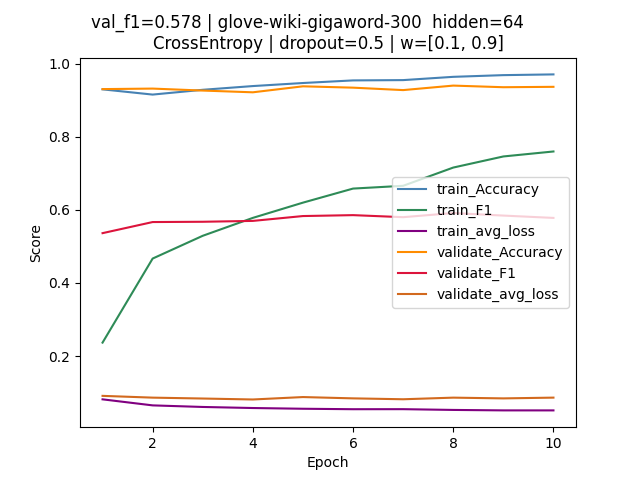 val_f1=0.578 | glove-wiki-gigaword-300  hidden=64
CrossEntropy | dropout=0.5 | w=[0.1, 0.9]
1.0
0.8
0.6
0.4
0.2
Score
train_Accuracy
train_F1
train_avg_loss
validate_Accuracy
validate_F1
validate_avg_loss
2
4
6
8
10
Epoch